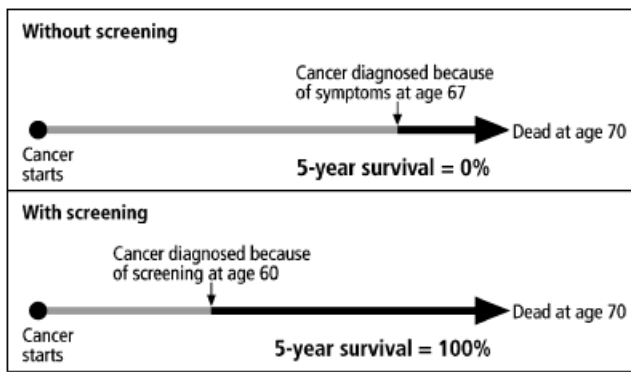 Without screening
Cancer diagnosed because
of symptoms at age 67
Dead at age 70
Cancer
starts
5-year survival = 0%
With screening
Cancer diagnosed because
of screening at age 60
Dead at age 70
Cancer
starts
5-year survival = 100%